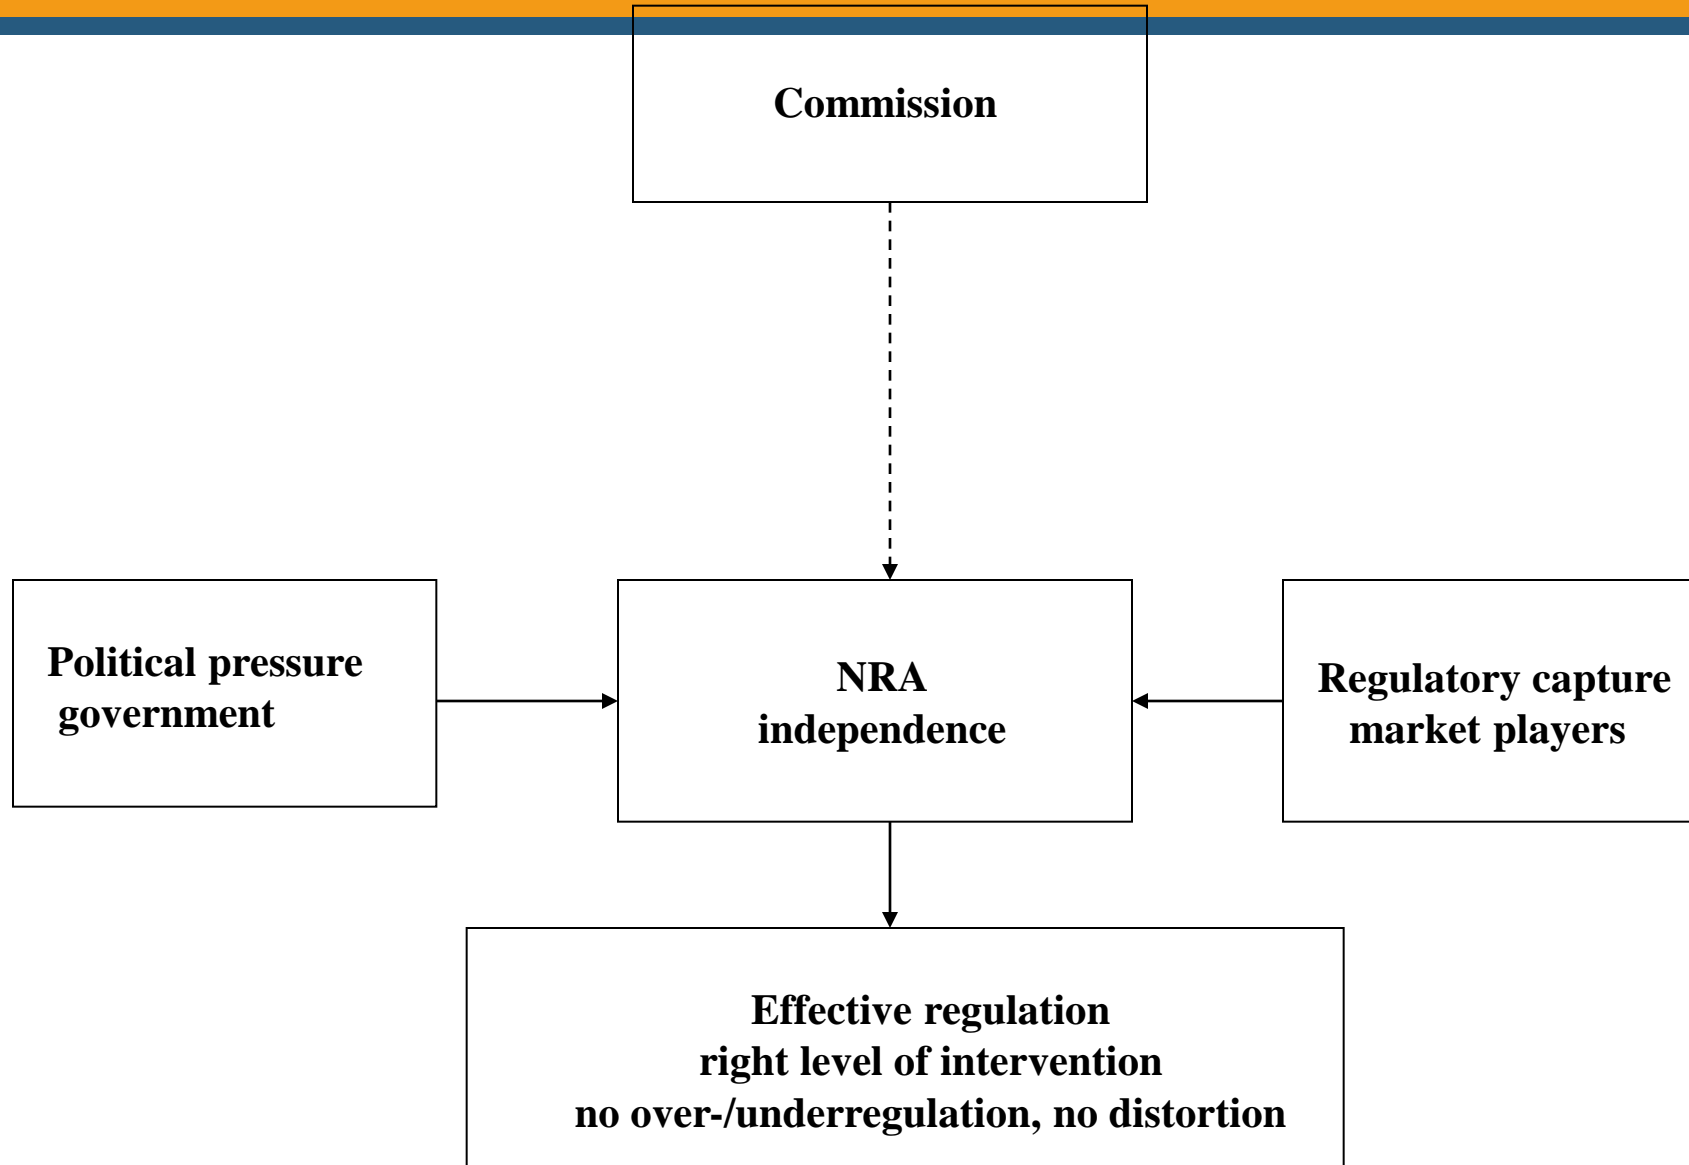 Commission
Political pressure
government
NRA
independence
Regulatory capture
market players
Effective regulation
right level of intervention
no over-/underregulation, no distortion